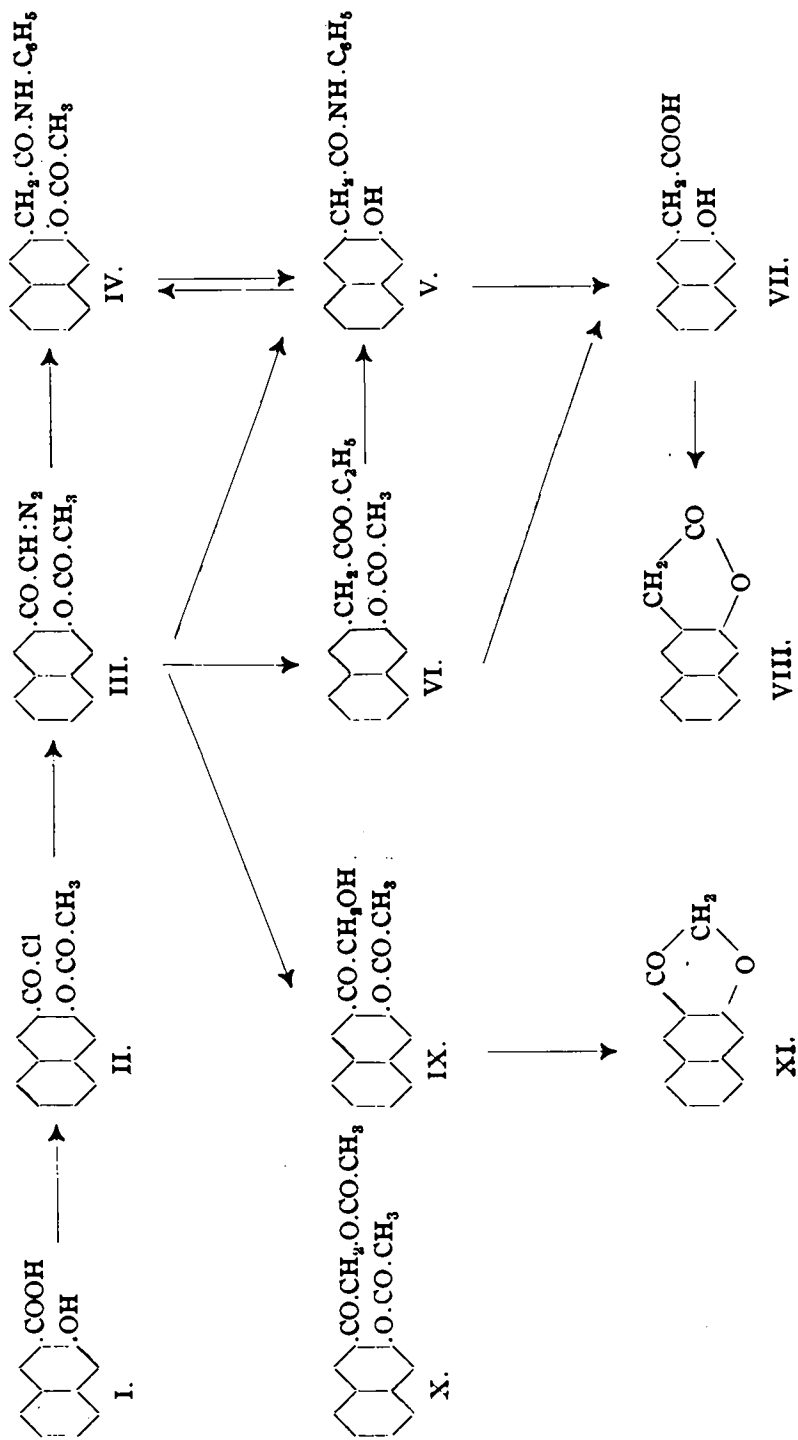 COOH
OH
I.
CO.Cl
O.CO.CH₃
II.
CO.CH:N₂
O.CO.CH₃
III.
CH₂.CO.NH.C₆H₅
O.CO.CH₃
IV.
CO.CH₂.O.CO.CH₃
O.CO.CH₃
X.
CO.CH₂OH
O.CO.CH₃
IX.
CH₂.COO.C₂H₅
O.CO.CH₃
VI.
CH₂.CO.NH.C₆H₅
OH
V.
CO
CH₂
O
XI.
CH₂
CO
O
VIII.
CH₂.COOH
OH
VII.